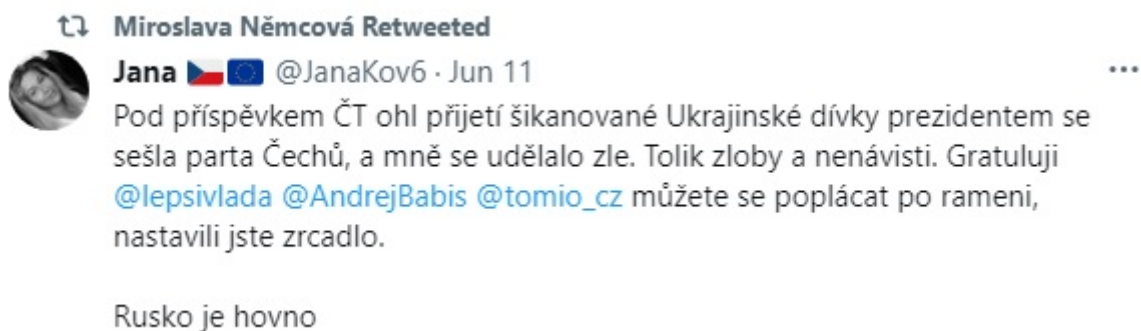 Miroslava Němcová Retweeted
Jana 🇨🇿🇪🇺 @JanaKov6 · Jun 11
Pod příspěvkem ČT ohl přijetí šikanované Ukrajinské dívky prezidentem se
sešla parta Čechů, a mně se udělalo zle. Tolik zloby a nenávisti. Gratuluji
@lepsivlada @AndrejBabis @tomio_cz můžete se poplácat po rameni,
nastavili jste zrcadlo.
Rusko je hovno